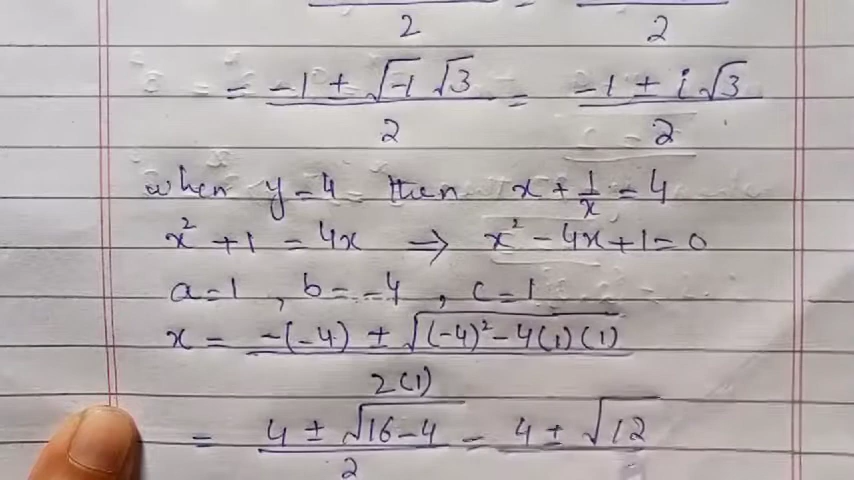 2 = 2
= -1 ± √-1 √3 / 2 = -1 ± i√3 / 2
when y=4 then x + 1/x = 4
x² + 1 = 4x ⇒ x² - 4x + 1 = 0
a=1 , b=-4 , c=1
x = -(-4) ± √(-4)² - 4(1)(1) / 2(1)
= 4 ± √16-4 / 2 = 4 ± √12